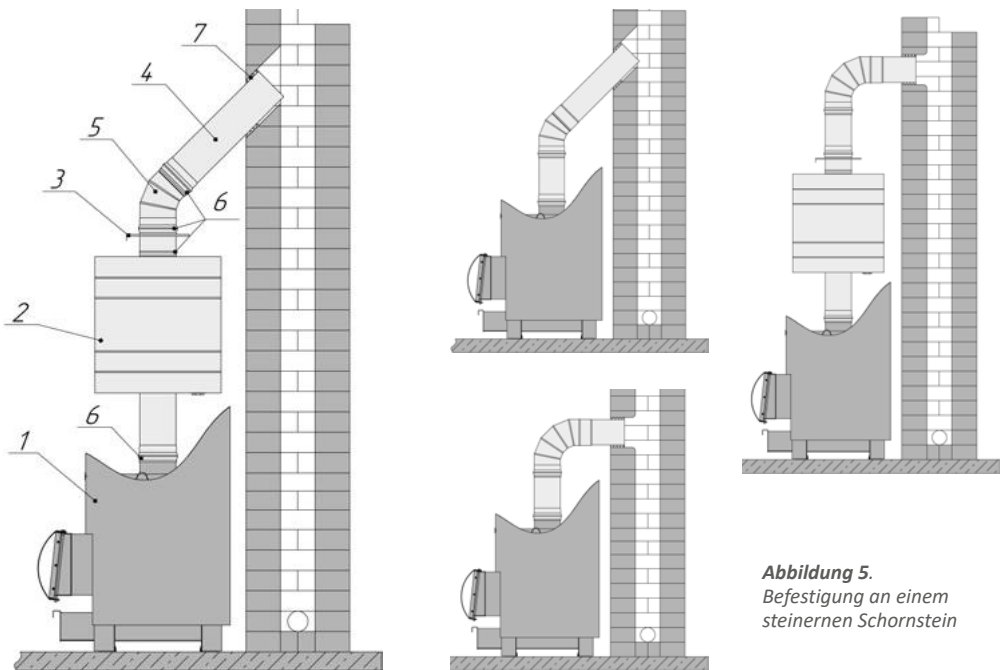 7
4
5
3
6
2
6
1
Abbildung 5.
Befestigung an einem
steinernen Schornstein